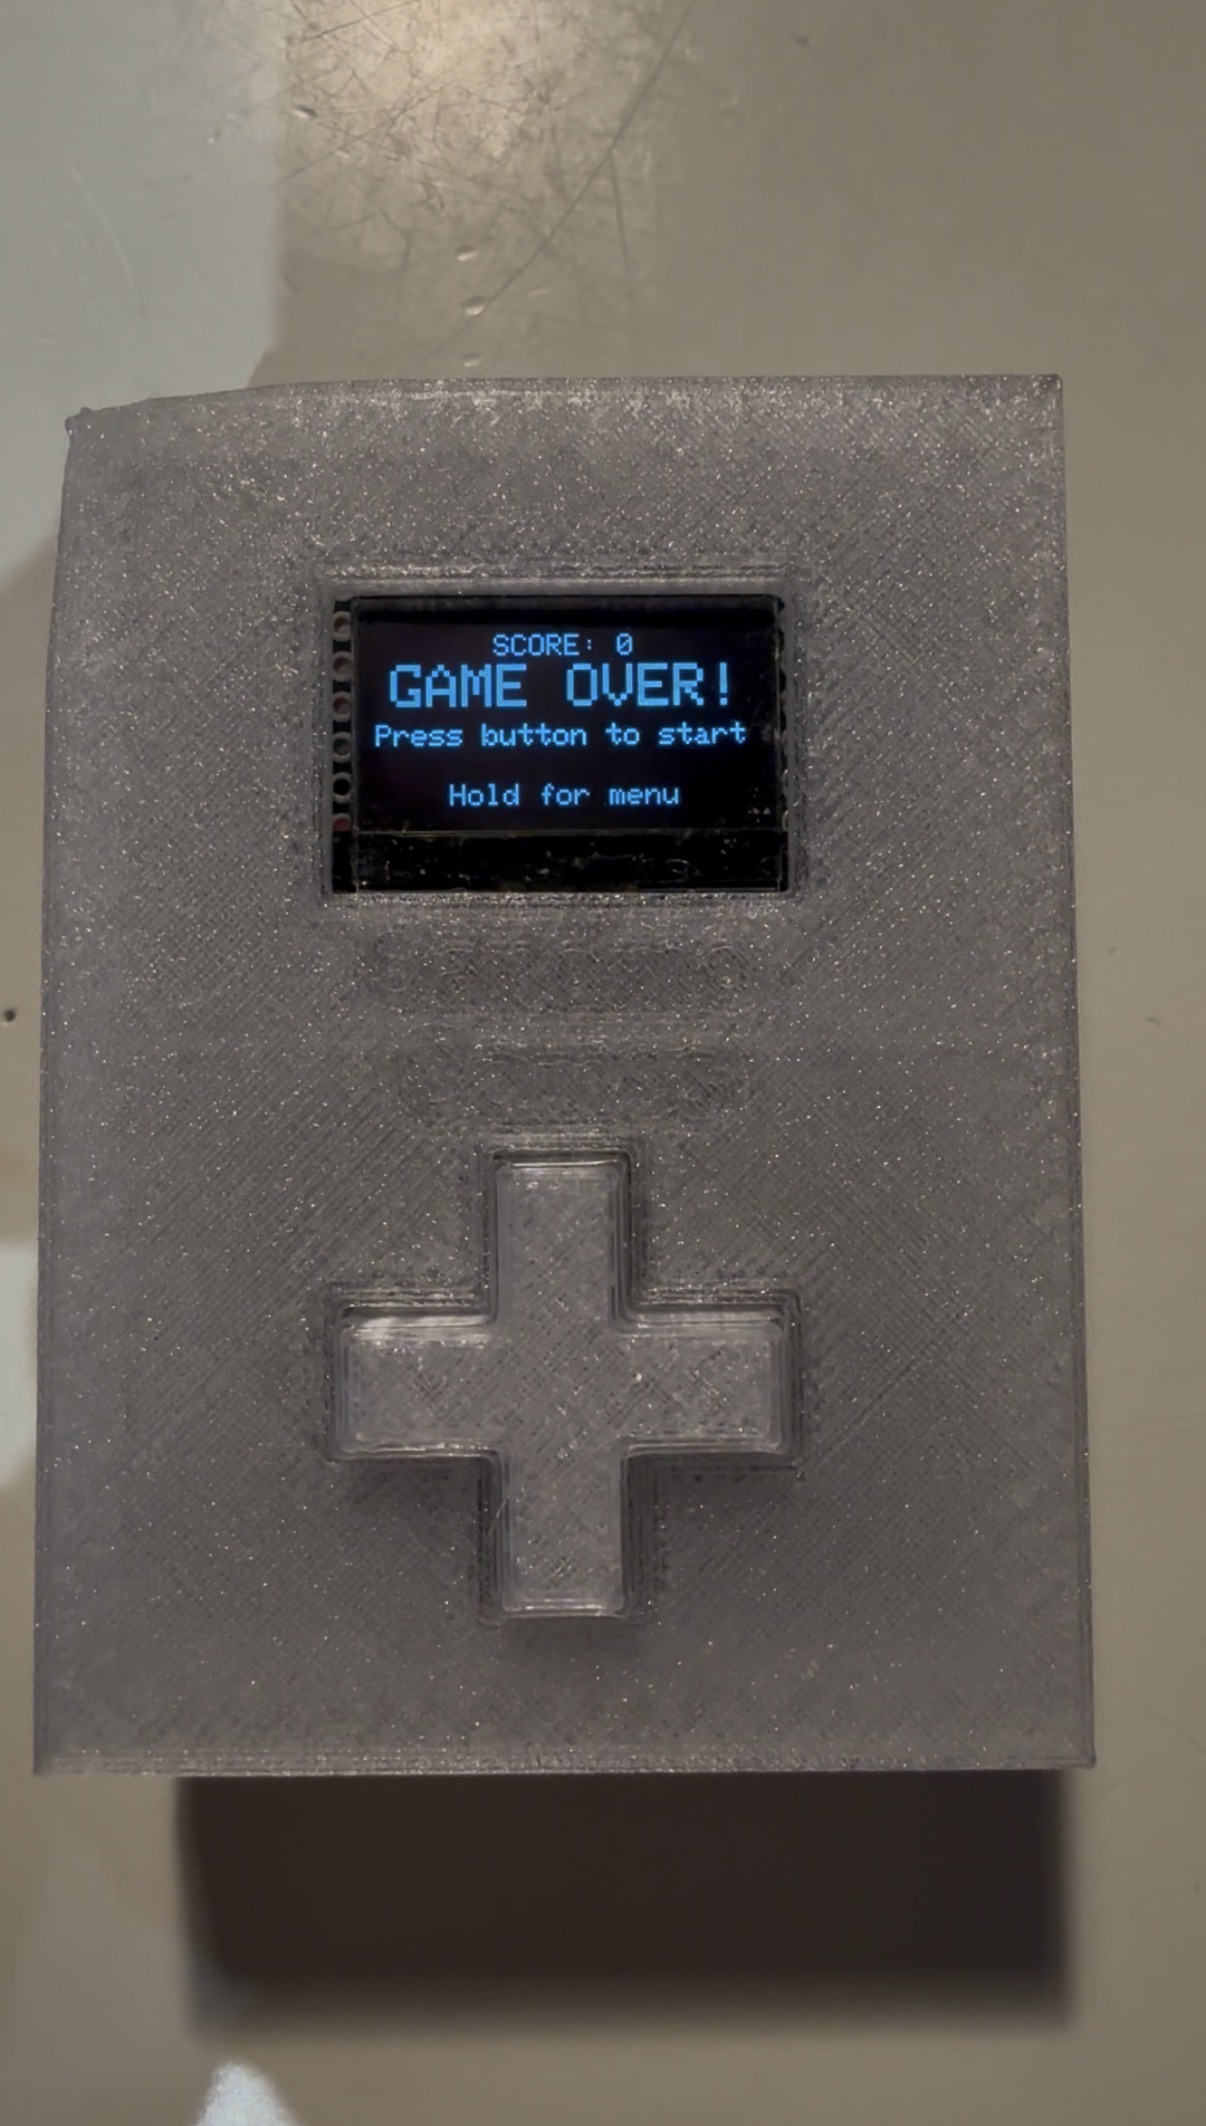 SCORE: 0
GAME OVER!
Press button to start
Hold for menu